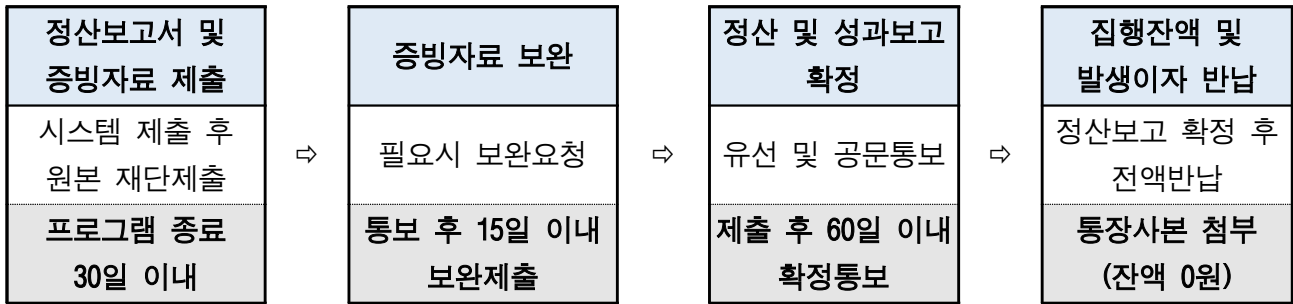 정산보고서 및
증빙자료 제출
시스템 제출 후
원본 재단제출
프로그램 종료
30일 이내
⇨
증빙자료 보완
필요시 보완요청
통보 후 15일 이내
보완제출
⇨
정산 및 성과보고
확정
유선 및 공문통보
제출 후 60일 이내
확정통보
⇨
집행잔액 및
발생이자 반납
정산보고 확정 후
전액반납
통장사본 첨부
(잔액 0원)